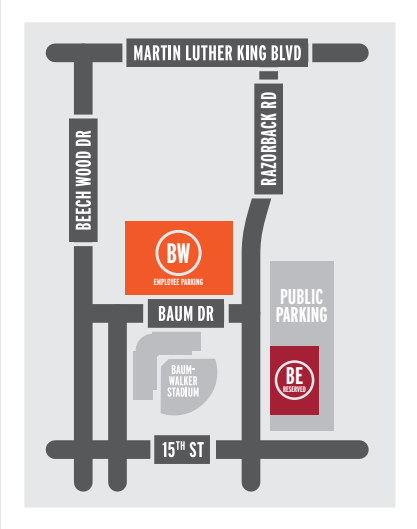 MARTIN LUTHER KING BLVD
BEECH WOOD DR
RAZORBACK RD
BW
EMPLOYEE PARKING
BAUM DR
PUBLIC
PARKING
BAUM-
WALKER
STADIUM
BE
RESERVED
15TH ST